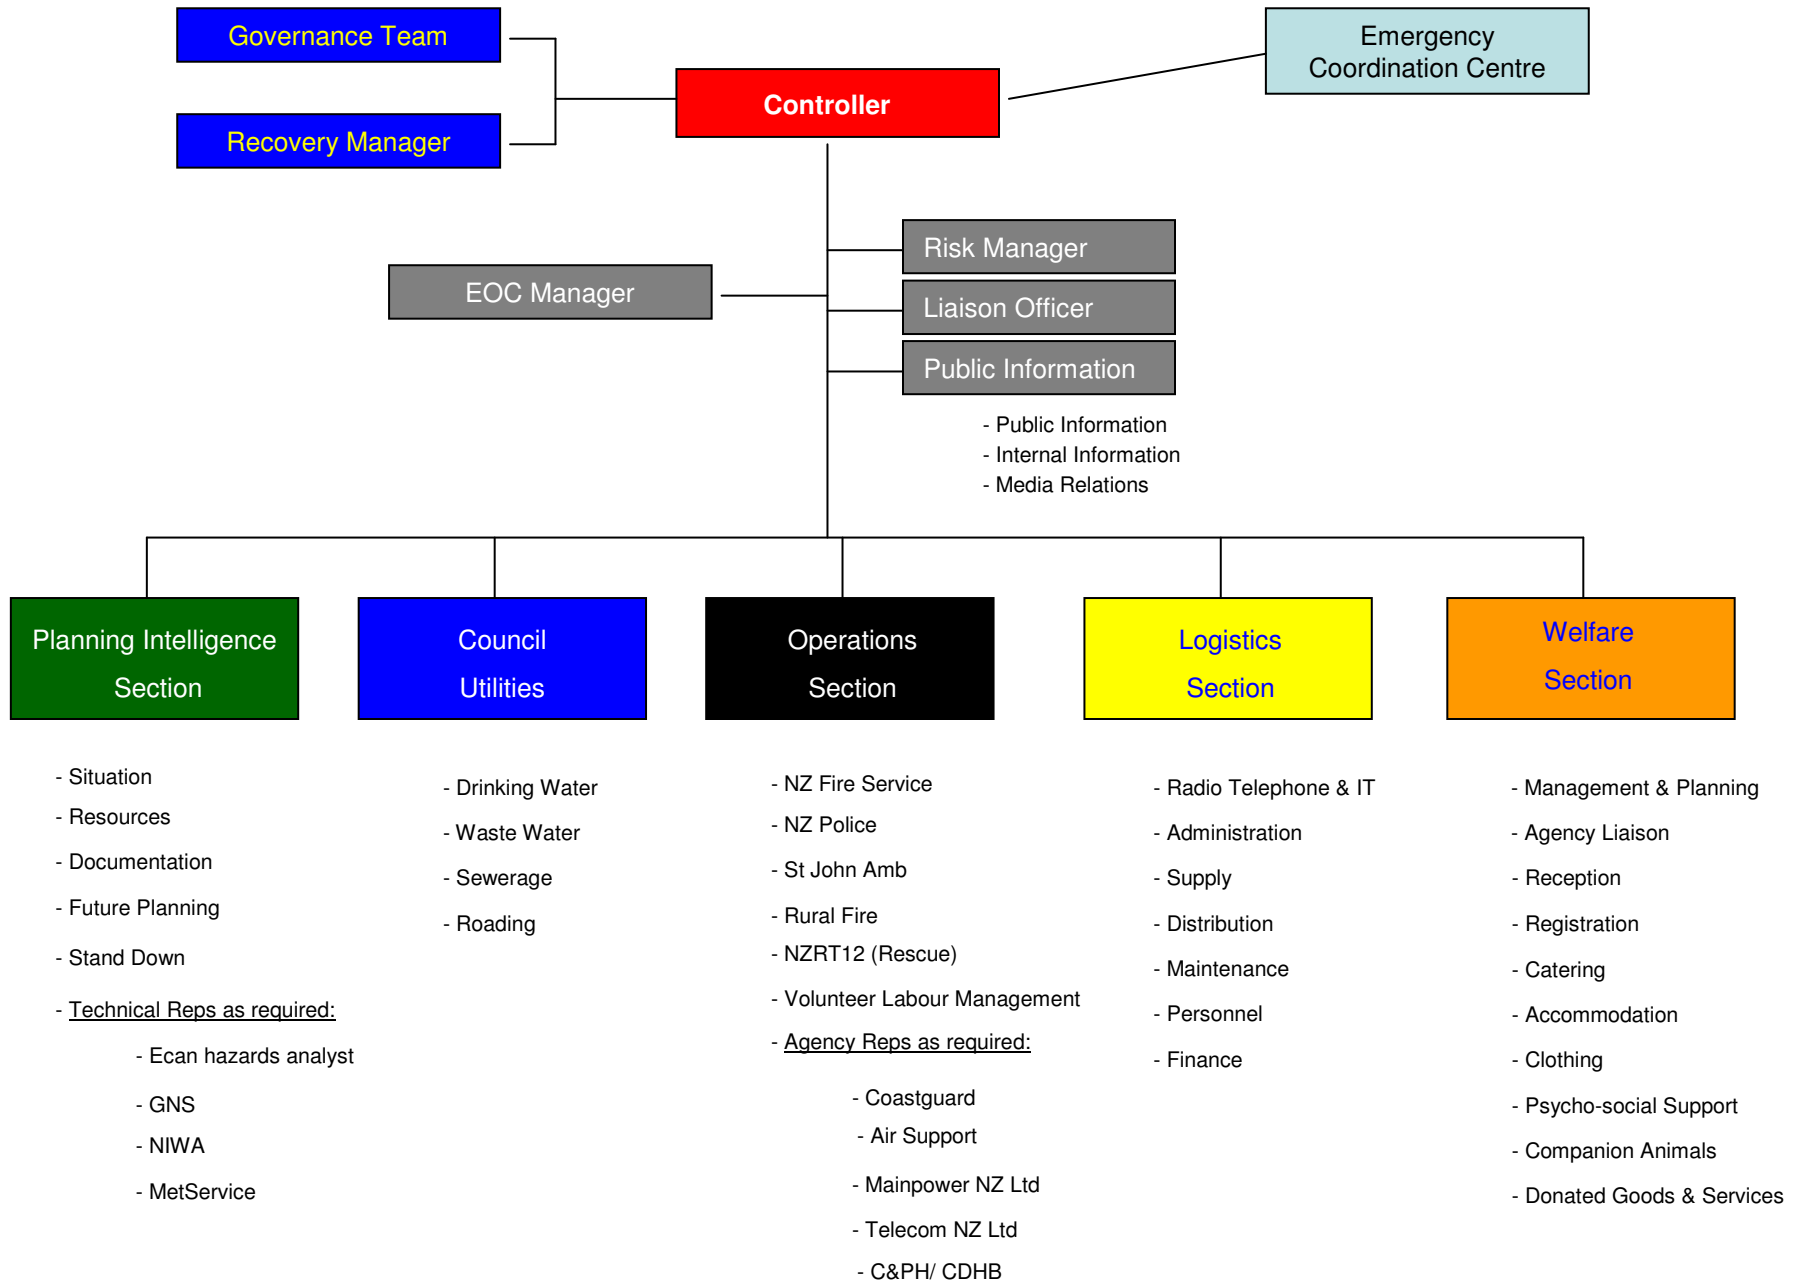 Governance Team
Emergency
Coordination Centre
Controller
Recovery Manager
Risk Manager
EOC Manager
Liaison Officer
Public Information
- Public Information
- Internal Information
- Media Relations
Planning Intelligence
Section
- Situation
- Resources
- Documentation
- Future Planning
- Stand Down
- Technical Reps as required:
- Ecan hazards analyst
- GNS
- NIWA
- MetService
Council
Utilities
- Drinking Water
- Waste Water
- Sewerage
- Roading
Operations
Section
- NZ Fire Service
- NZ Police
- St John Amb
- Rural Fire
- NZRT12 (Rescue)
- Volunteer Labour Management
- Agency Reps as required:
- Coastguard
- Air Support
- Mainpower NZ Ltd
- Telecom NZ Ltd
- C&PH/ CDHB
Logistics
Section
- Radio Telephone & IT
- Administration
- Supply
- Distribution
- Maintenance
- Personnel
- Finance
Welfare
Section
- Management & Planning
- Agency Liaison
- Reception
- Registration
- Catering
- Accommodation
- Clothing
- Psycho-social Support
- Companion Animals
- Donated Goods & Services